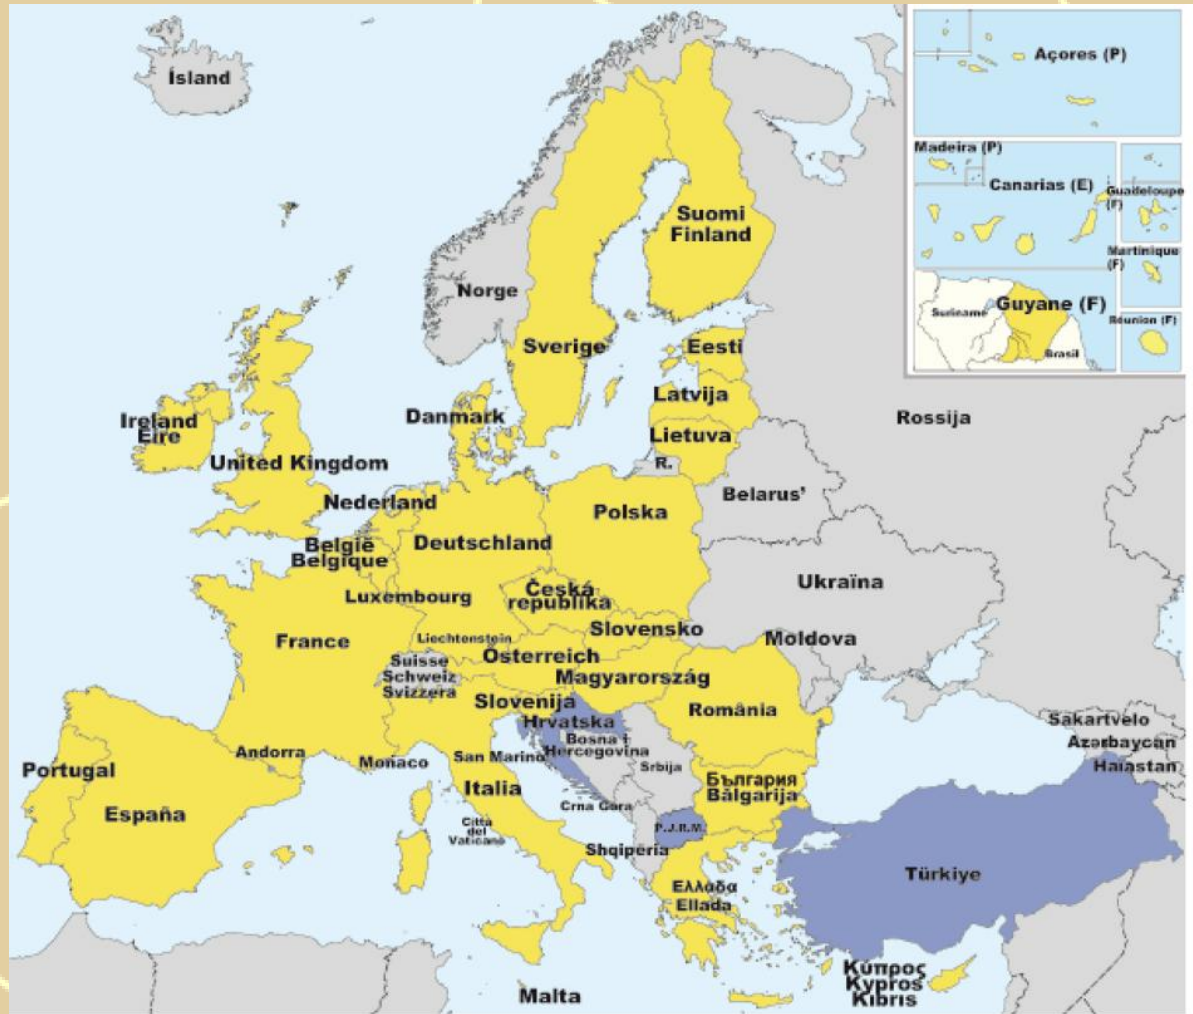 Ísland
Açores (P)
Madeira (P)
Canarias (E)
Guadeloupe
(F)
Martinique
(F)
Guyane (F)
Suriname
Brasil
Réunion (F)
Suomi
Finland
Norge
Sverige
Eesti
Latvija
Lietuva
R.
Rossija
Danmark
Ireland
Éire
United Kingdom
Nederland
België
Belgique
Deutschland
Polska
Belarus'
Ukraïna
Luxembourg
Česká
republika
Slovensko
Moldova
France
Liechtenstein
Österreich
Suisse
Schweiz
Svizzera
Magyarország
Slovenija
România
Hrvatska
Bosna i
Hercegovina
Srbija
Sakartvelo
Azərbaycan
Haiastan
Andorra
Monaco
San Marino
Portugal
España
Italia
Città
del
Vaticano
Crna Gora
България
Bălgarija
P.J.R.M.
Shqipëria
Ελλάδα
Ellada
Türkiye
Κύπρος
Kypros
Kıbrıs
Malta